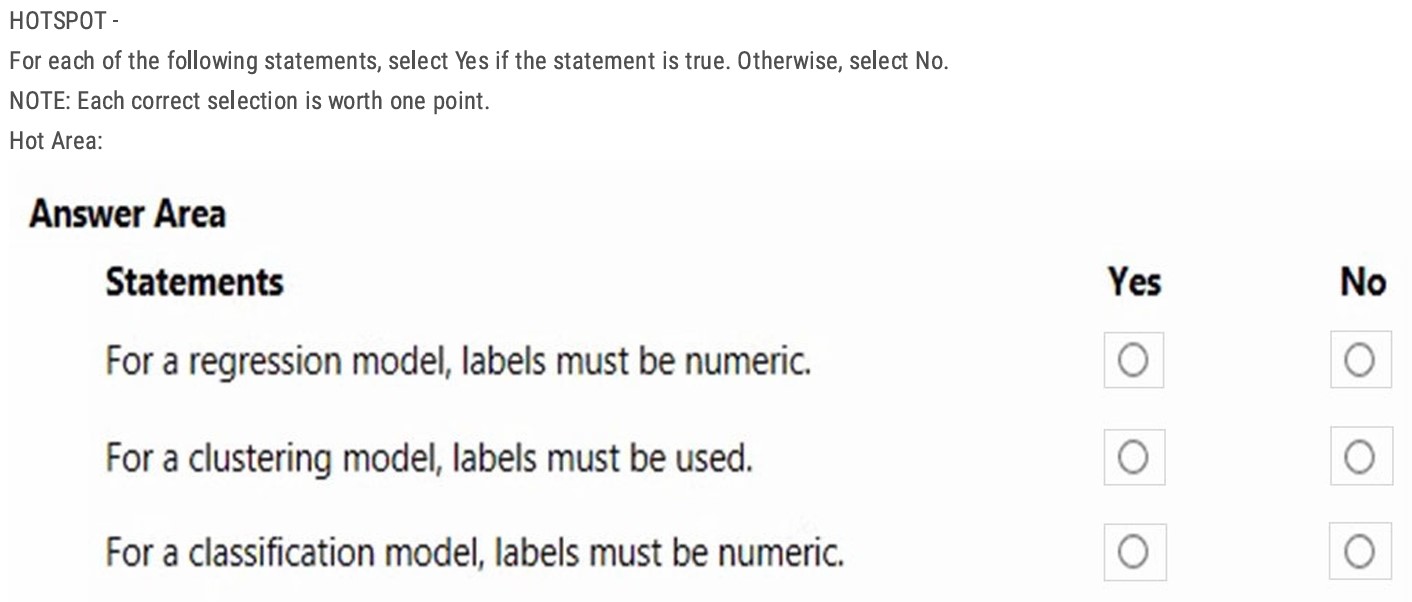 HOTSPOT -
For each of the following statements, select Yes if the statement is true. Otherwise, select No.
NOTE: Each correct selection is worth one point.
Hot Area:
Answer Area
Statements Yes No
For a regression model, labels must be numeric.
For a clustering model, labels must be used.
For a classification model, labels must be numeric.